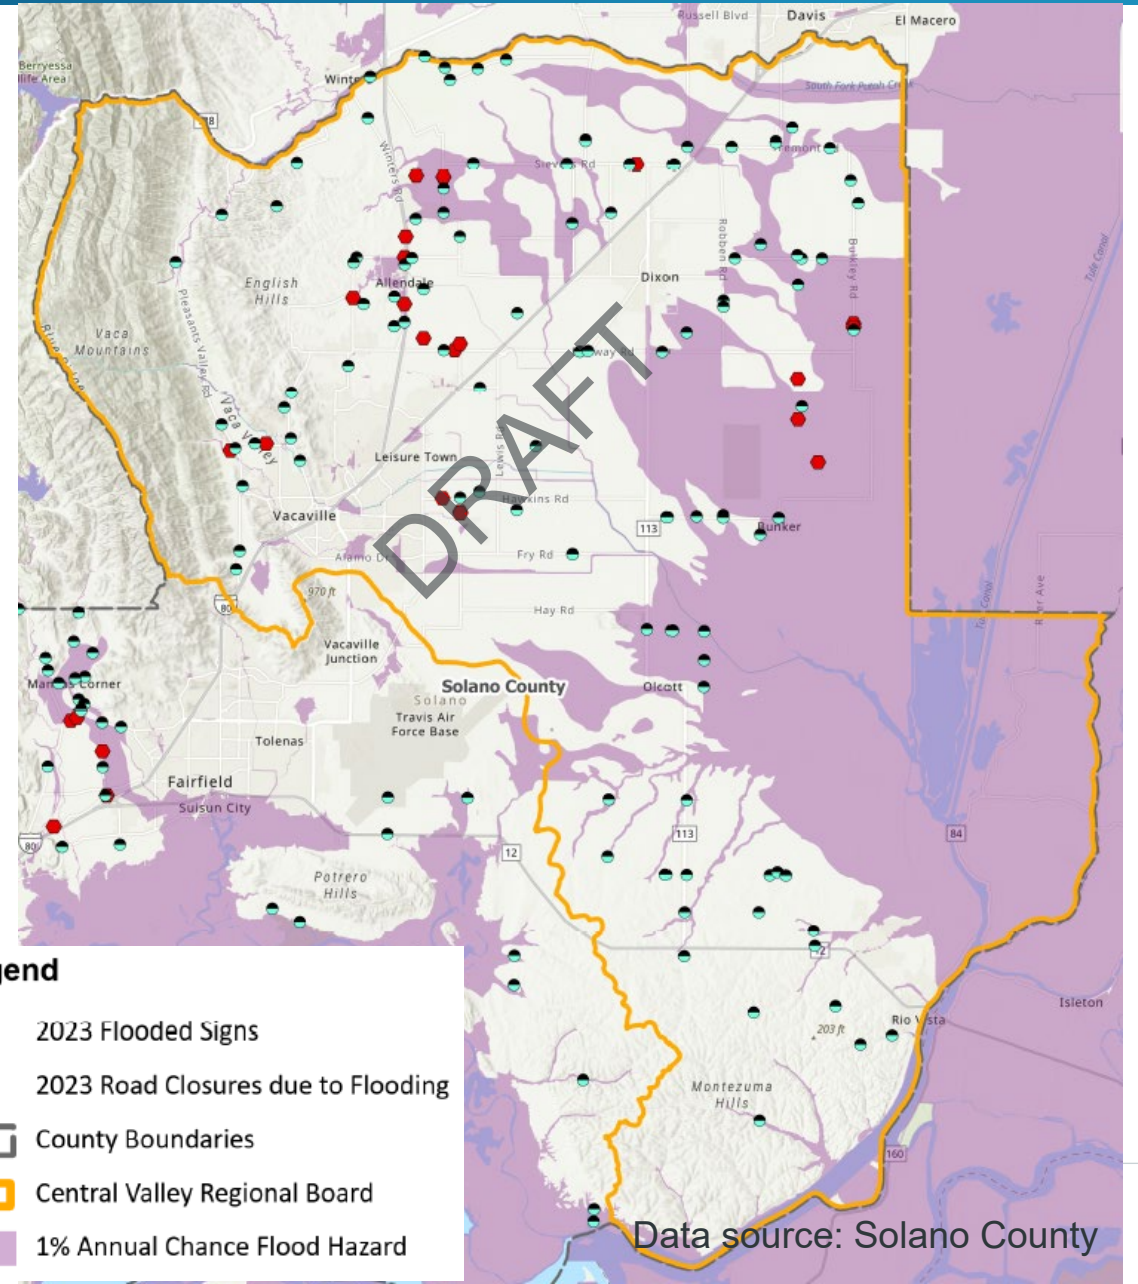 Russell Blvd
Davis
El Macero
Berryessa
life Area
South Fork Putah Creek
Winters Rd
Sievers Rd
English
Hills
Allendale
Robben Rd
Bulkley Rd
Dixon
Tule Canal
Vaca
Mountains
Pleasants Valley Rd
Vaca Valley
Leisure Town
Lewis Rd
Hawkins Rd
Vacaville
113
Bunker
Alamo Dr
Fry Rd
DRAFT
970 ft
80
Hay Rd
Tule Canal
Vacaville
Junction
Solano County
Solano
Olcott
Travis Air
Force Base
Tolenas
Fairfield
Suisun City
80
12
113
84
Potrero
Hills
Isleton
Rio Vista
203 ft
Montezuma
Hills
160
gend
2023 Flooded Signs
2023 Road Closures due to Flooding
County Boundaries
Central Valley Regional Board
1% Annual Chance Flood Hazard
Data source: Solano County